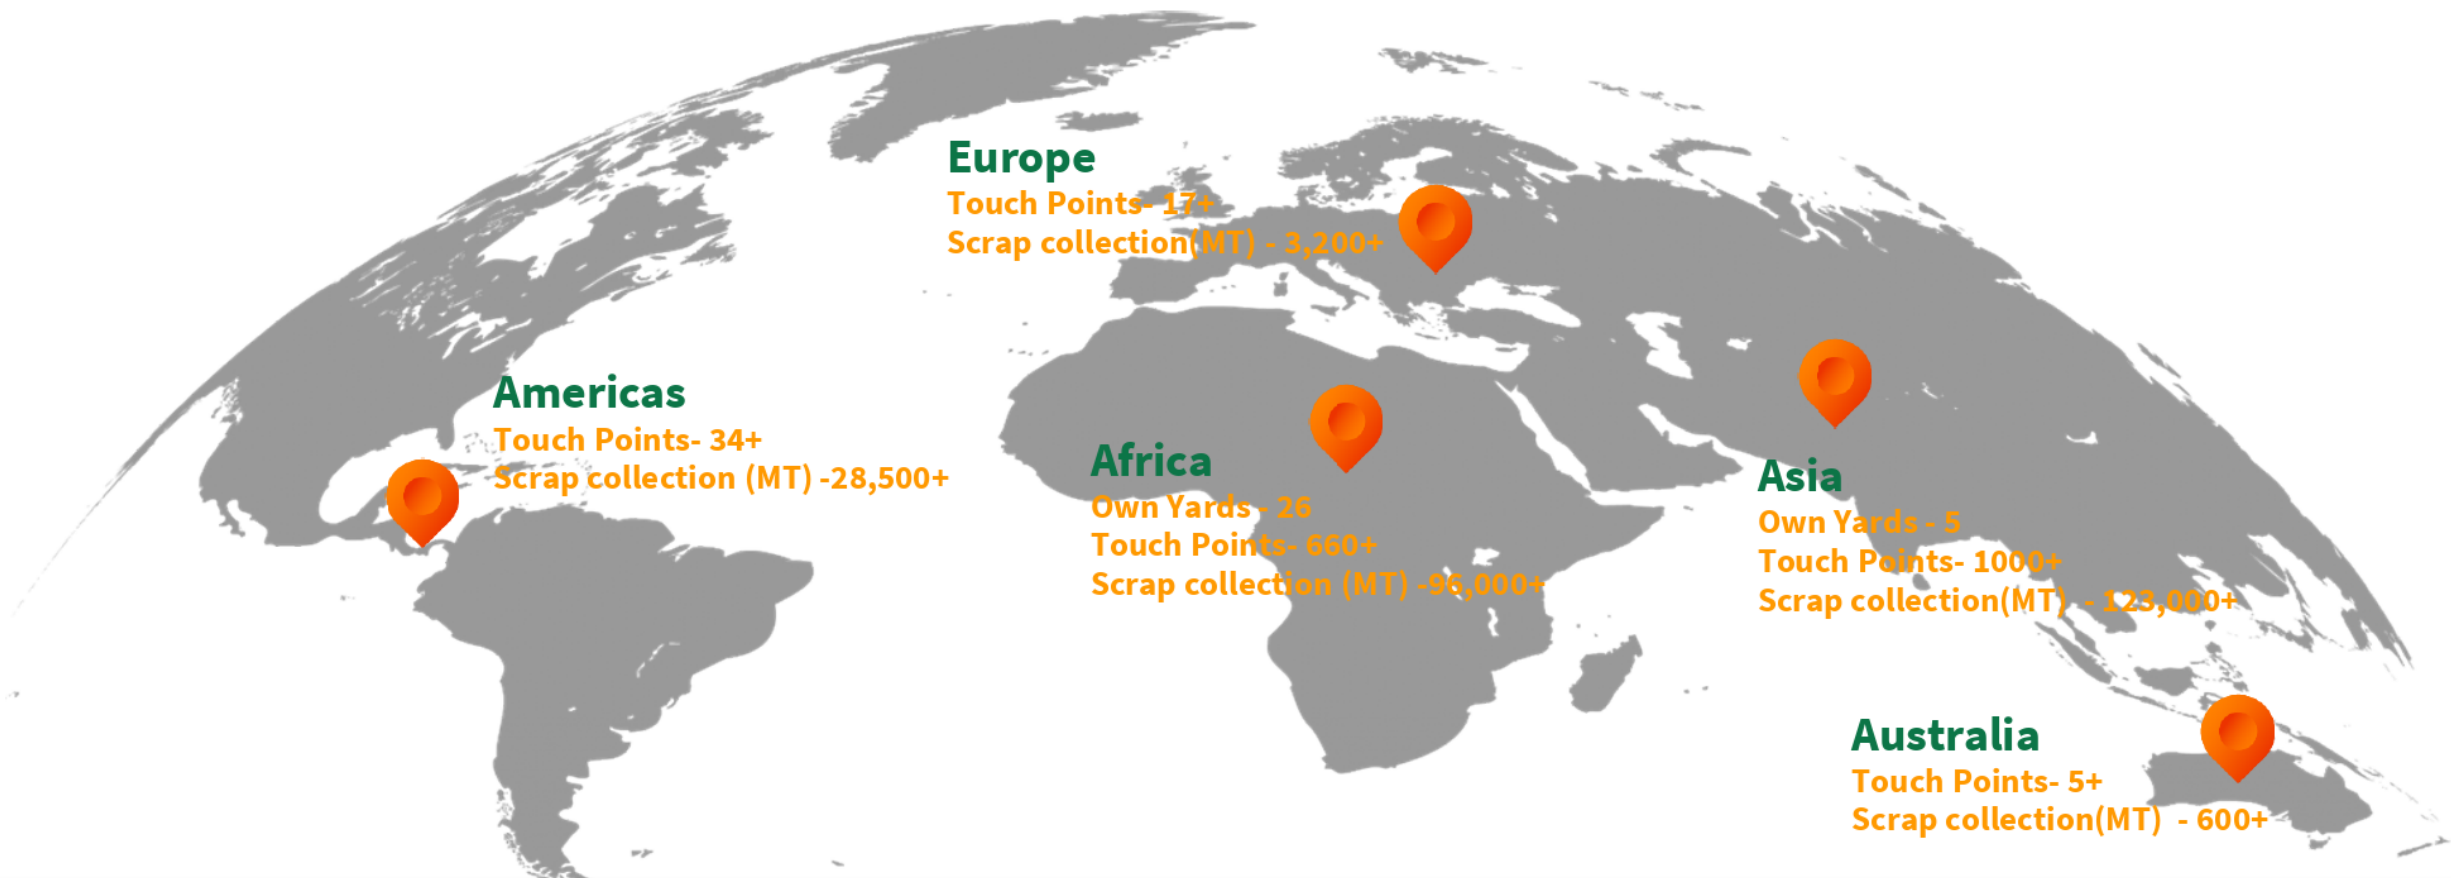 Europe
Touch Points- 17+
Scrap collection(MT) - 3,200+
Americas
Touch Points- 34+
Scrap collection (MT) -28,500+
Africa
Own Yards - 26
Touch Points- 660+
Scrap collection (MT) -96,000+
Asia
Own Yards - 5
Touch Points- 1000+
Scrap collection(MT) - 123,000+
Australia
Touch Points- 5+
Scrap collection(MT) - 600+